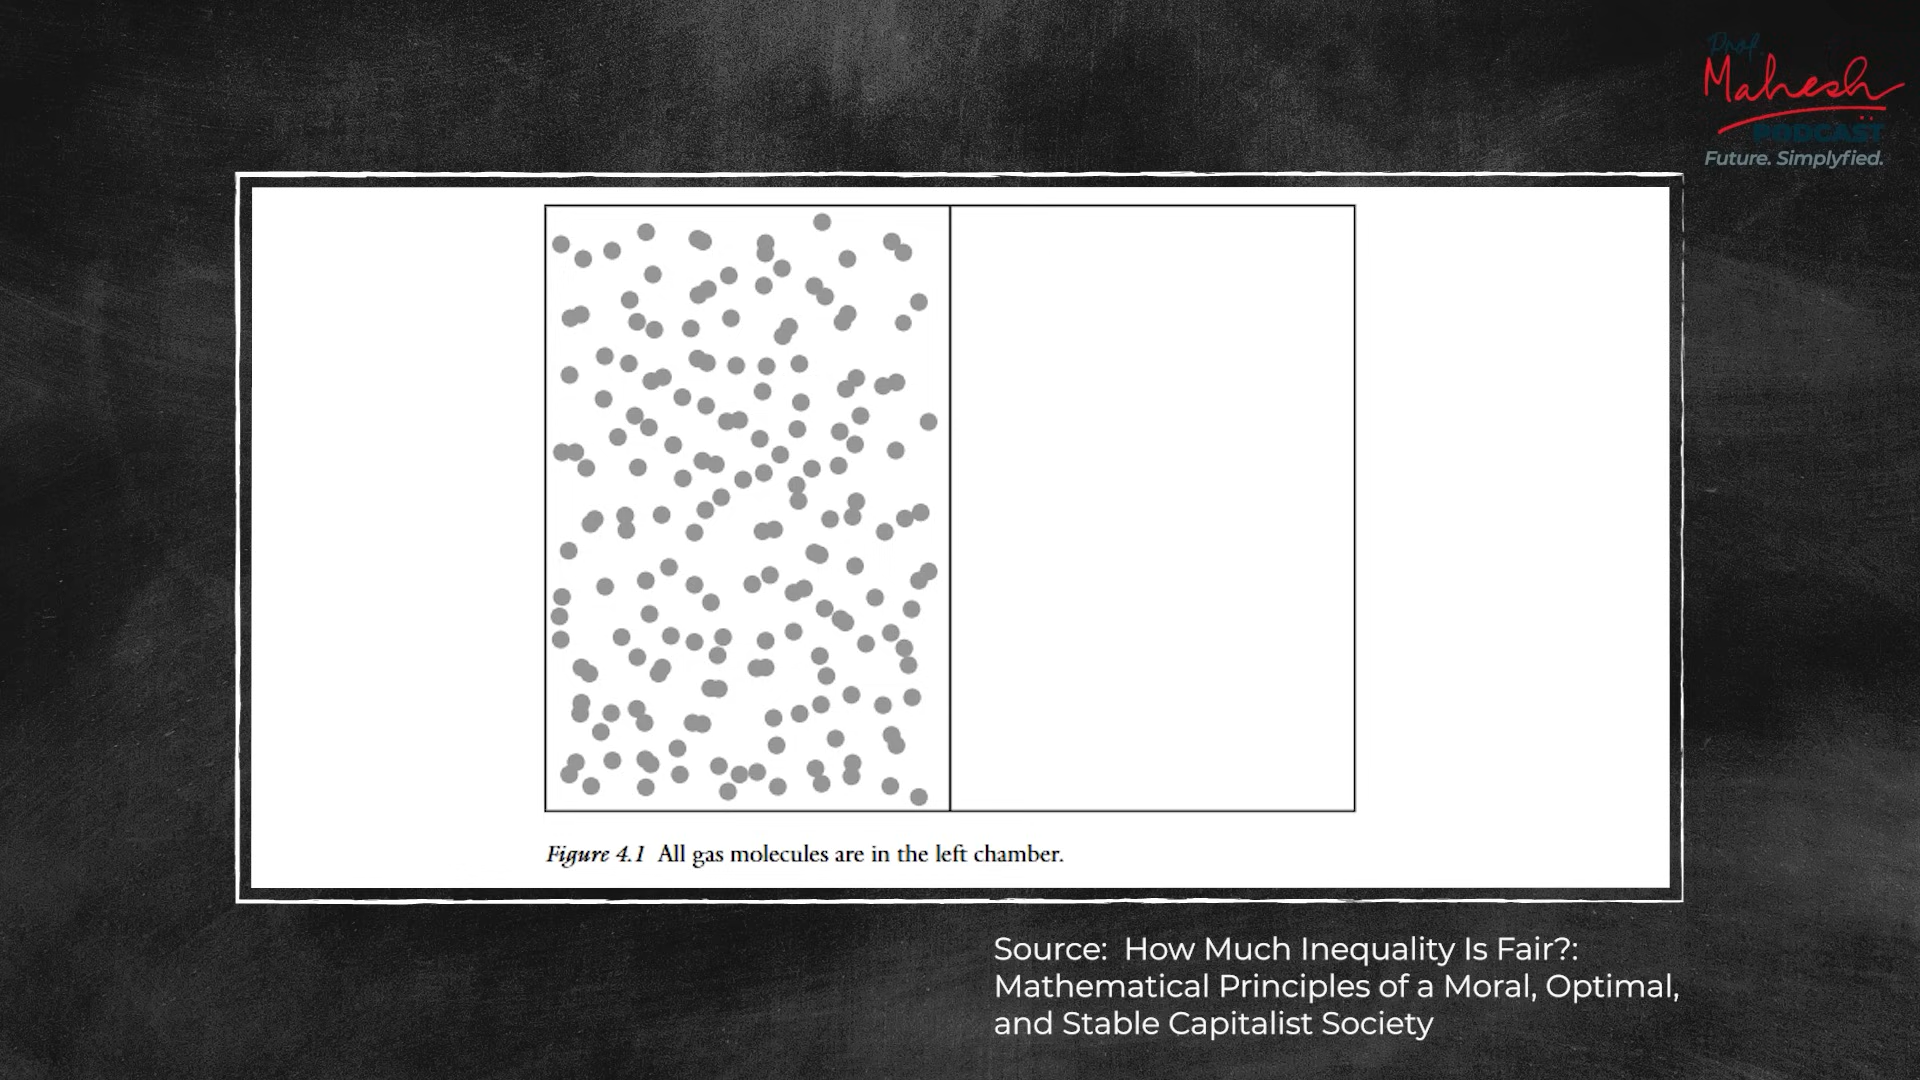 Prof.
Mahesh
PODCAST
Future. Simplyfied.
Figure 4.1 All gas molecules are in the left chamber.
Source: How Much Inequality Is Fair?:
Mathematical Principles of a Moral, Optimal,
and Stable Capitalist Society